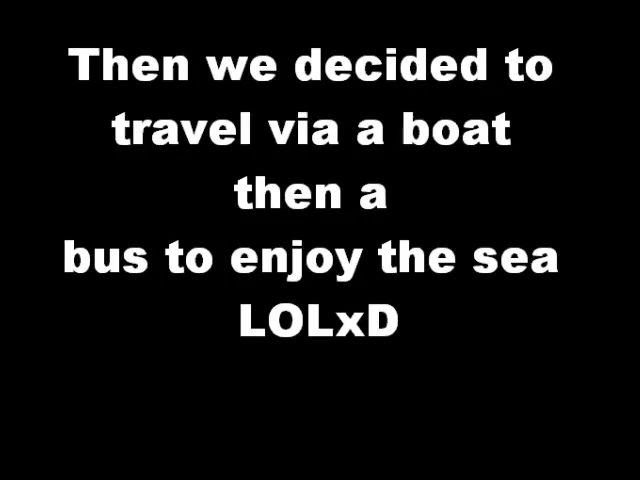 Then we decided to
travel via a boat
then a
bus to enjoy the sea
LOLxD